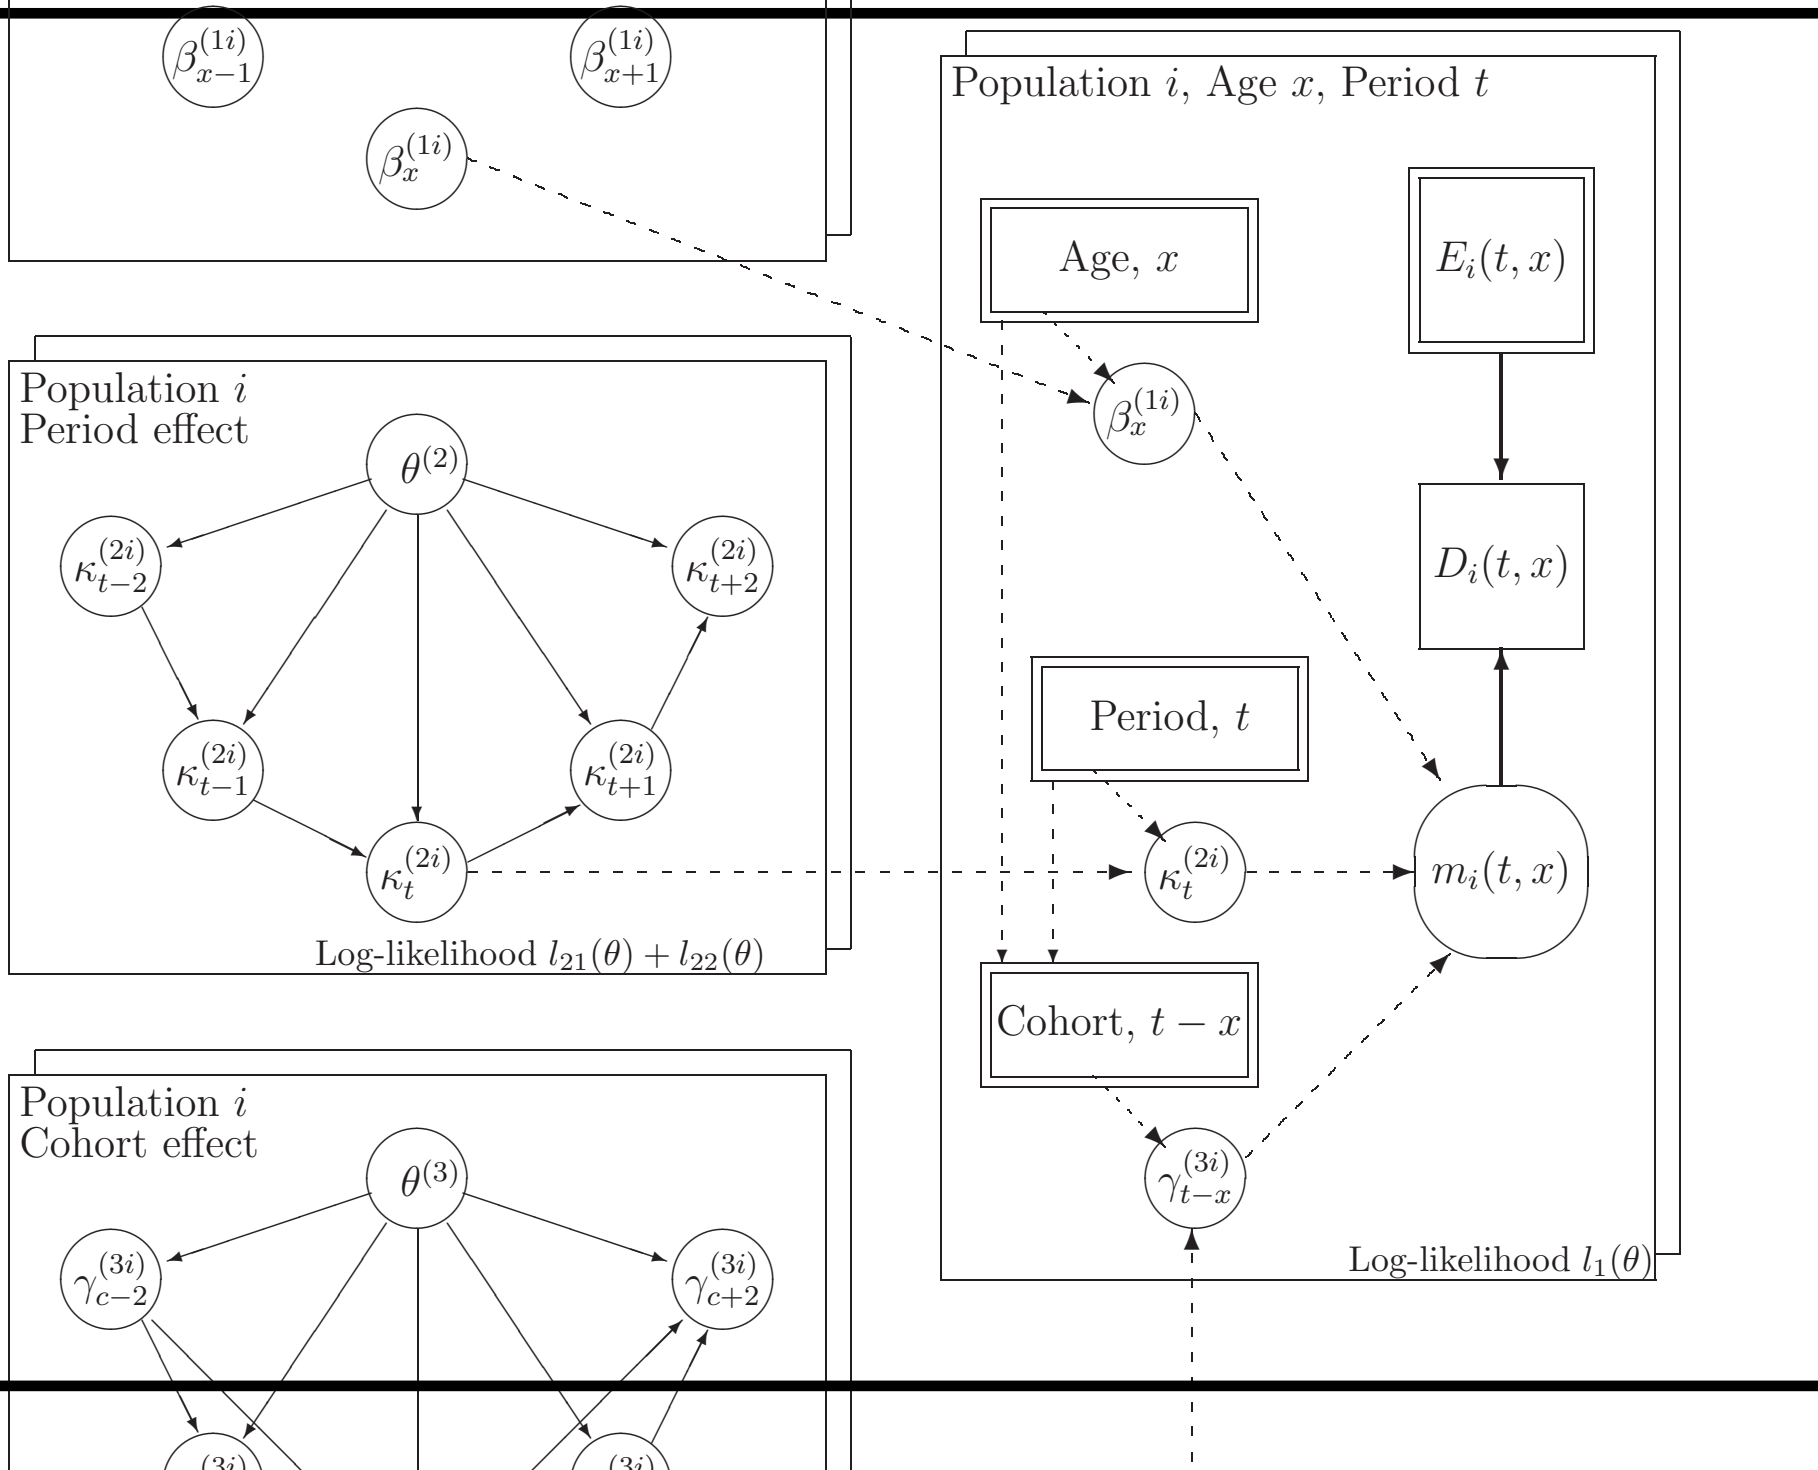 β_{x−1}^{(1i)}
β_{x+1}^{(1i)}
β_x^{(1i)}
Population i
Period effect
θ^{(2)}
κ_{t−2}^{(2i)}
κ_{t+2}^{(2i)}
κ_{t−1}^{(2i)}
κ_{t+1}^{(2i)}
κ_t^{(2i)}
Log-likelihood l_{21}(θ) + l_{22}(θ)
Population i
Cohort effect
θ^{(3)}
γ_{c−2}^{(3i)}
γ_{c+2}^{(3i)}
(3i)
(3i)
Population i, Age x, Period t
Age, x
E_i(t, x)
β_x^{(1i)}
D_i(t, x)
Period, t
κ_t^{(2i)}
m_i(t, x)
Cohort, t − x
γ_{t−x}^{(3i)}
Log-likelihood l_1(θ)